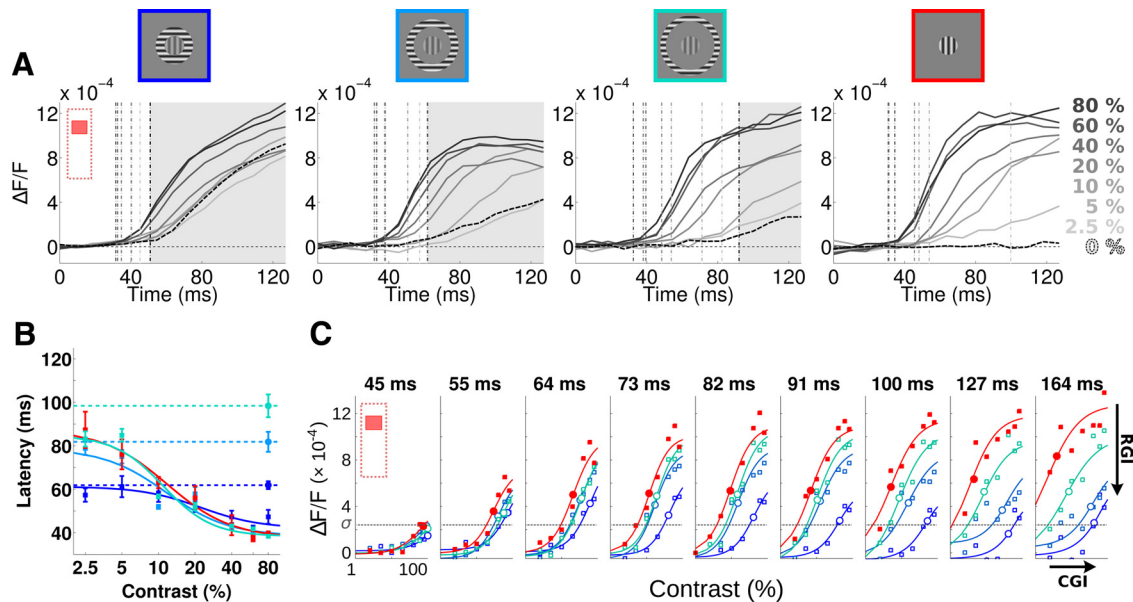 A
× 10⁻⁴ × 10⁻⁴ × 10⁻⁴ × 10⁻⁴
ΔF/F
12 12 12 12
8 8 8 8
4 4 4 4
0 0 0 0
0 40 80 120 0 40 80 120 0 40 80 120 0 40 80 120
Time (ms) Time (ms) Time (ms) Time (ms)
80 %
60 %
40 %
20 %
10 %
5 %
2.5 %
0 %
B
Latency (ms)
120
100
80
60
40
2.5 5 10 20 40 80
Contrast (%)
C
45 ms 55 ms 64 ms 73 ms 82 ms 91 ms 100 ms 127 ms 164 ms
ΔF/F (× 10⁻⁴)
12
8
4
σ
0
1 100
Contrast (%)
RGI
CGI